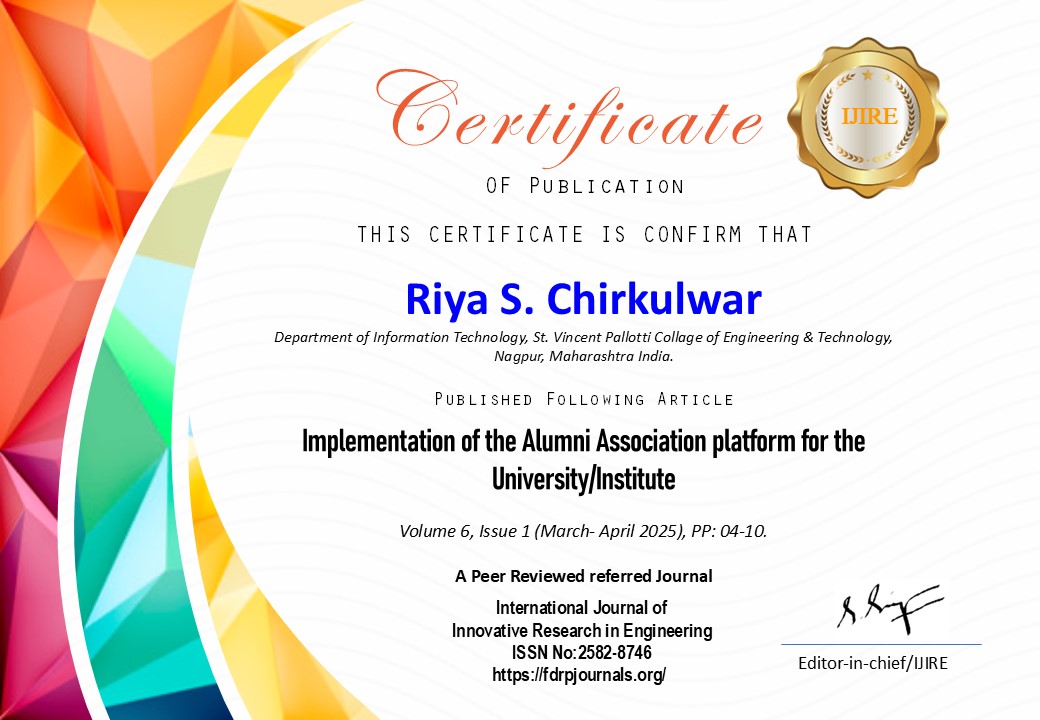 Certificate
IJIRE
OF PUBLICATION
THIS CERTIFICATE IS CONFIRM THAT
Riya S. Chirkulwar
Department of Information Technology, St. Vincent Pallotti Collage of Engineering & Technology,
Nagpur, Maharashtra India.
PUBLISHED FOLLOWING ARTICLE
Implementation of the Alumni Association platform for the
University/Institute
Volume 6, Issue 1 (March- April 2025), PP: 04-10.
A Peer Reviewed referred Journal
International Journal of
Innovative Research in Engineering
ISSN No:2582-8746
https://fdrpjournals.org/
Editor-in-chief/IJIRE